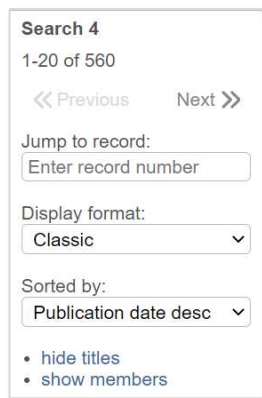 Search 4
1-20 of 560
Previous Next
Jump to record:
Enter record number
Display format:
Classic
Sorted by:
Publication date desc
hide titles
show members